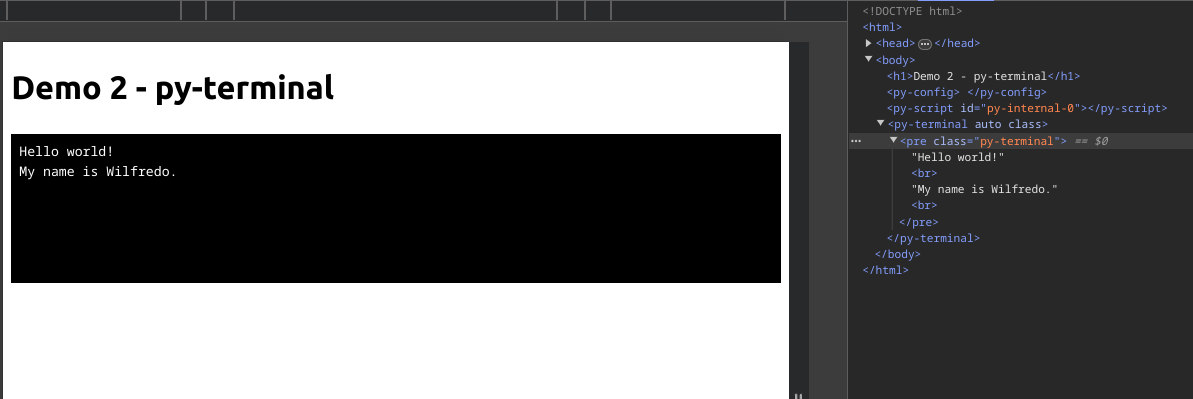 Demo 2 - py-terminal
Hello world!
My name is Wilfredo.
<!DOCTYPE html>
<html>
<head>…</head>
<body>
<h1>Demo 2 - py-terminal</h1>
<py-config> </py-config>
<py-script id="py-internal-0"></py-script>
<py-terminal auto class>
<pre class="py-terminal"> == $0
"Hello world!"
<br>
"My name is Wilfredo."
<br>
</pre>
</py-terminal>
</body>
</html>